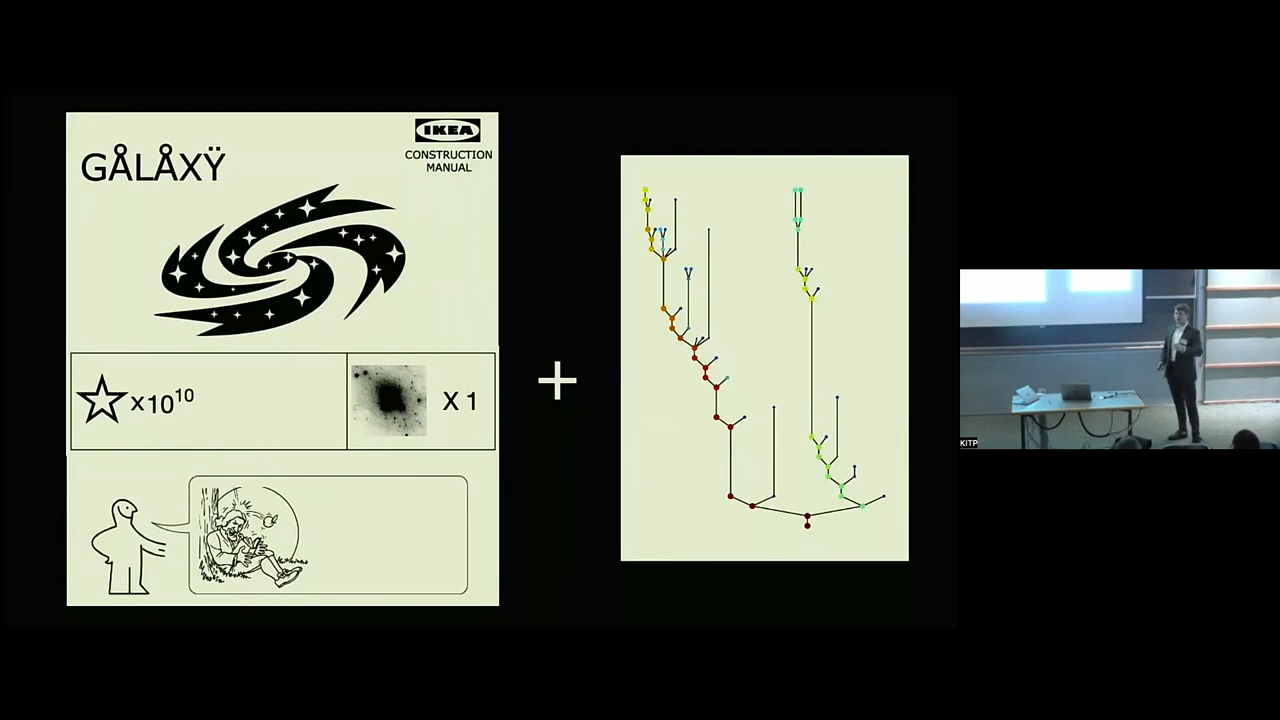 GÅLÅXŸ
IKEA
CONSTRUCTION
MANUAL
x10¹⁰
X 1
+
KITP